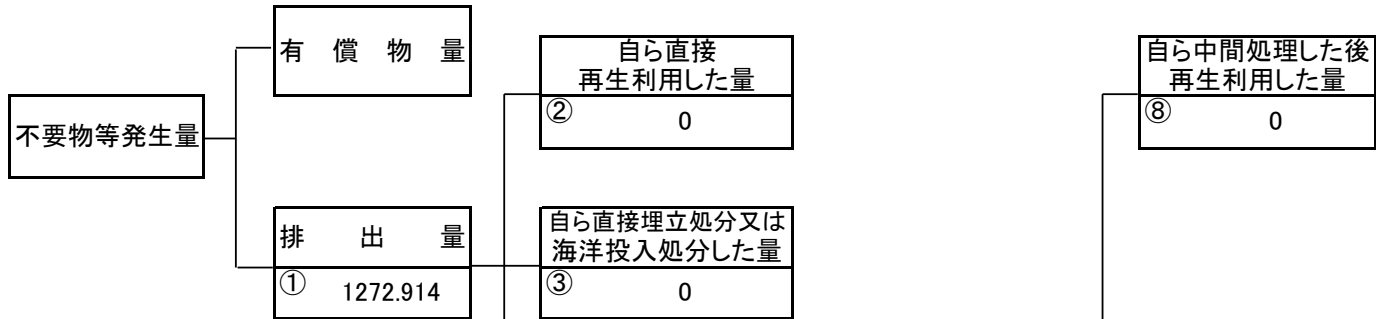 有償物量
自ら直接
再生利用した量
②
0
自ら中間処理した後
再生利用した量
⑧
0
不要物等発生量
排出量
①
1272.914
自ら直接埋立処分又は
海洋投入処分した量
③
0